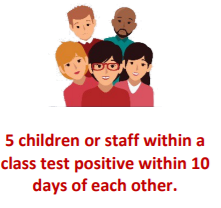 5 children or staff within a
class test positive within 10
days of each other.